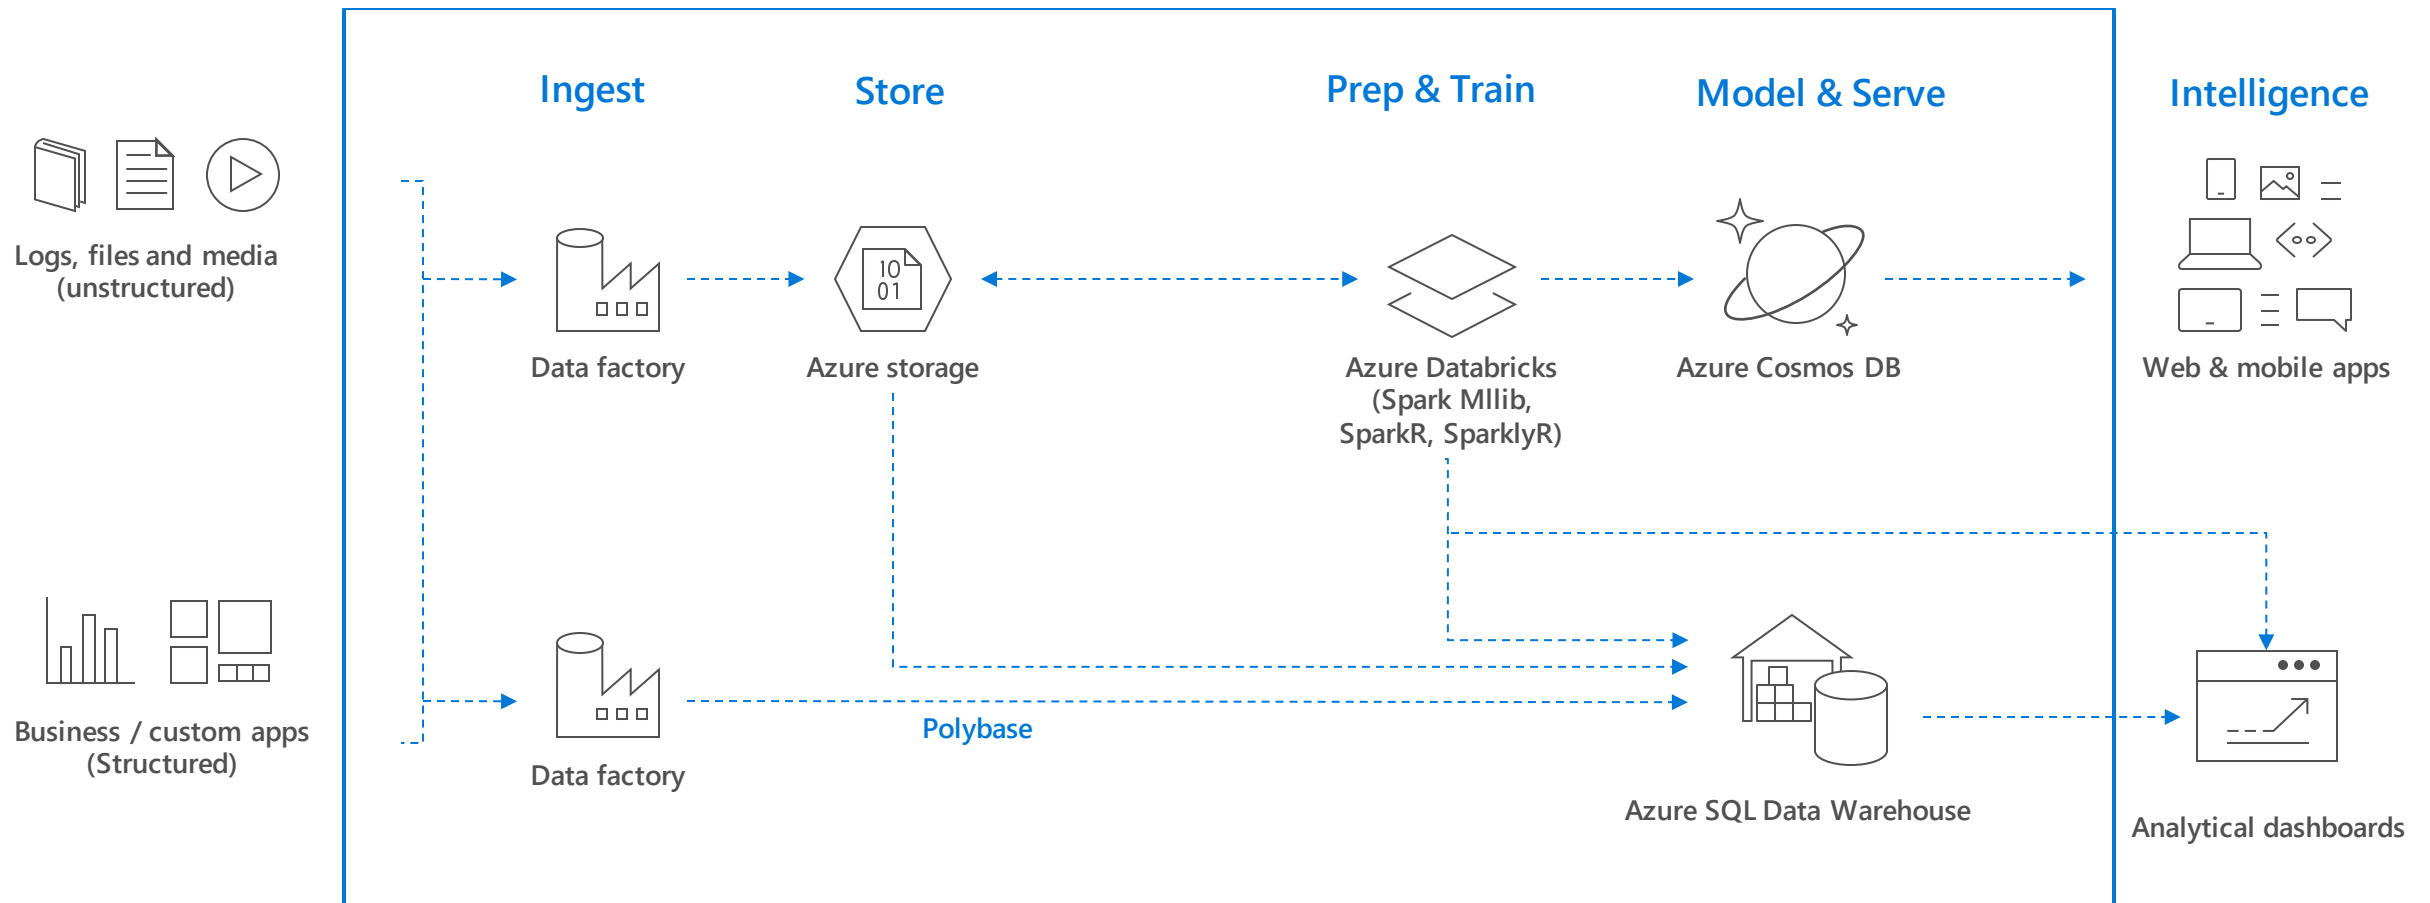 Ingest
Store
Prep & Train
Model & Serve
Intelligence
Logs, files and media
(unstructured)
10
01
Data factory
Azure storage
Azure Databricks
(Spark Mllib,
SparkR, SparklyR)
Azure Cosmos DB
Web & mobile apps
Business / custom apps
(Structured)
Polybase
Data factory
Azure SQL Data Warehouse
Analytical dashboards